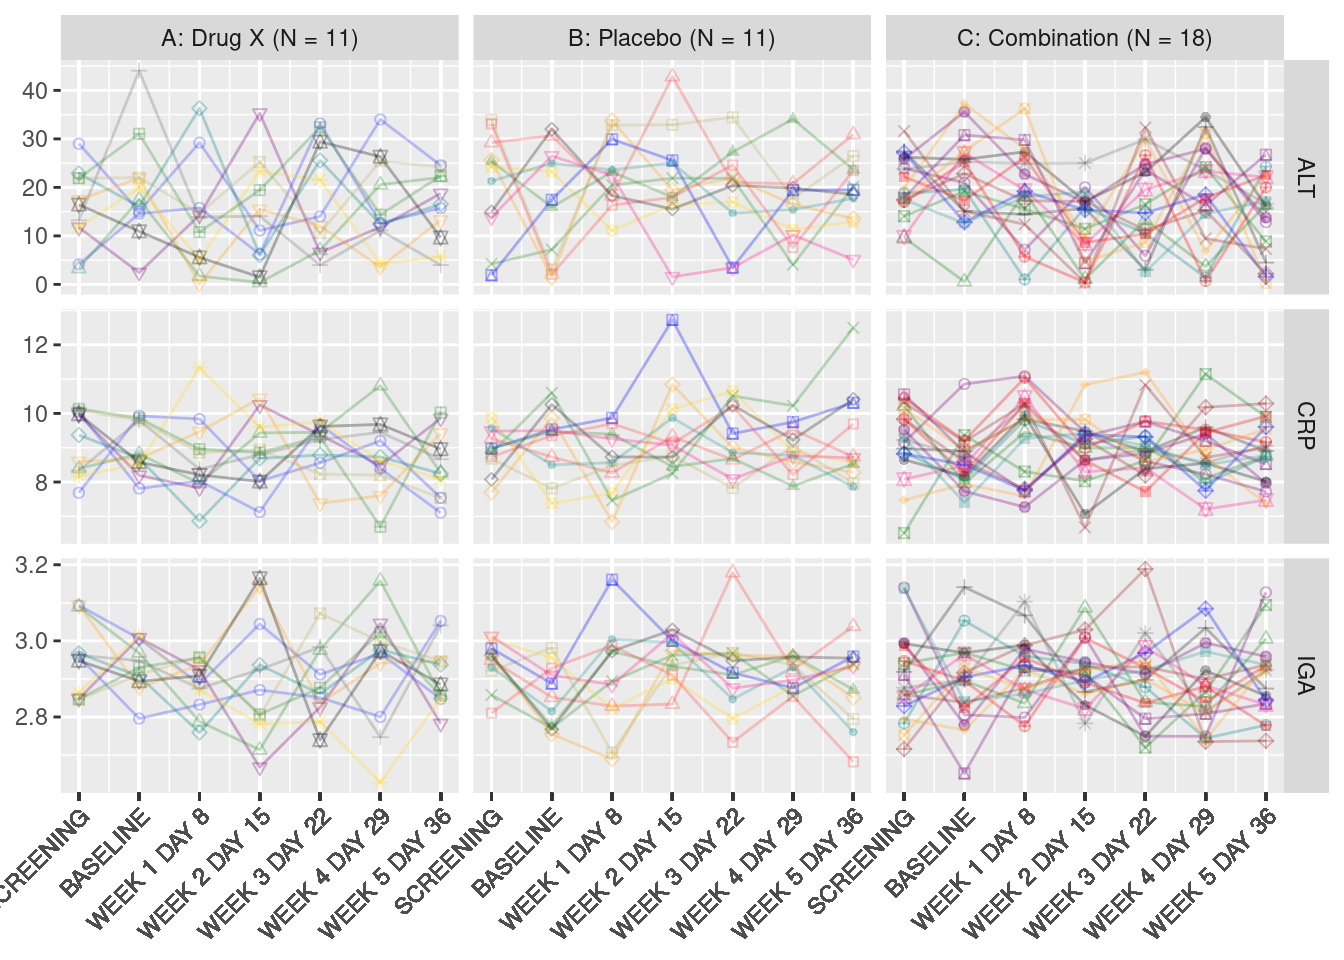 A: Drug X (N = 11)
B: Placebo (N = 11)
C: Combination (N = 18)
40
30
20
10
0
ALT
12
10
8
CRP
3.2
3.0
2.8
IGA
CREENING
BASELINE
WEEK 1 DAY 8
WEEK 2 DAY 15
WEEK 3 DAY 22
WEEK 4 DAY 29
WEEK 5 DAY 36
SCREENING
BASELINE
WEEK 1 DAY 8
WEEK 2 DAY 15
WEEK 3 DAY 22
WEEK 4 DAY 29
WEEK 5 DAY 36
SCREENING
BASELINE
WEEK 1 DAY 8
WEEK 2 DAY 15
WEEK 3 DAY 22
WEEK 4 DAY 29
WEEK 5 DAY 36